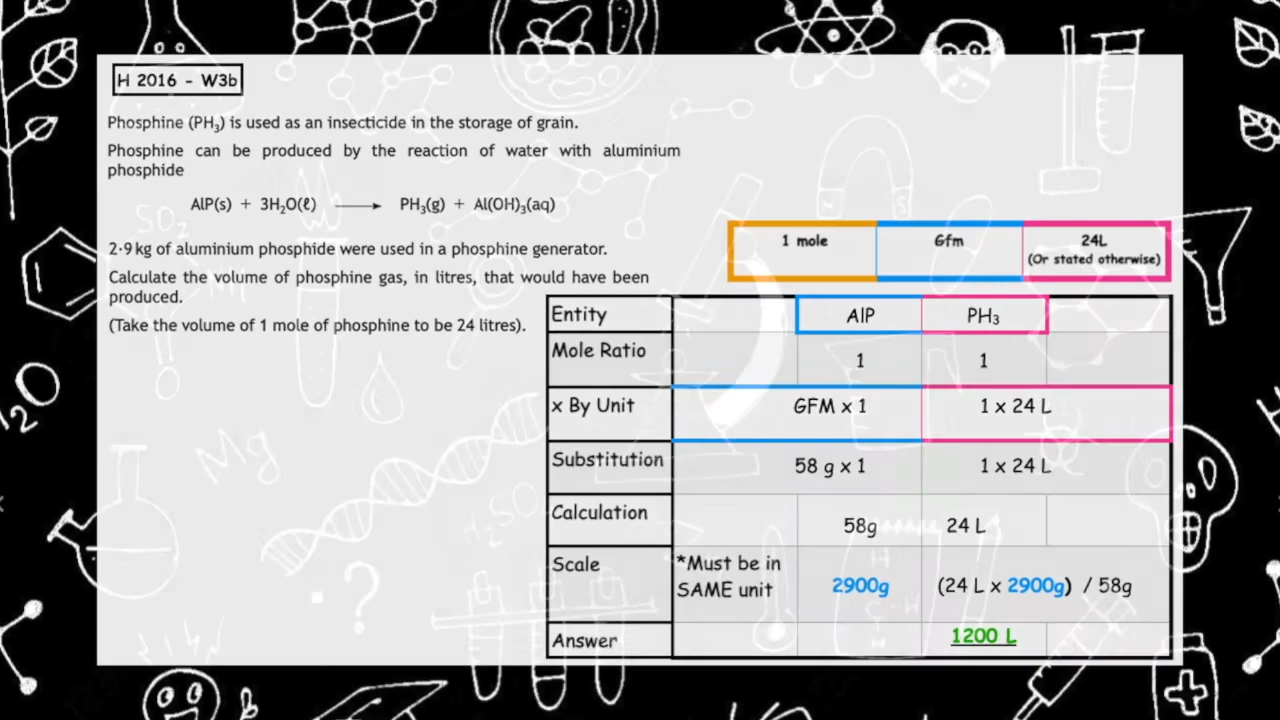 H 2016 - W3b
Phosphine (PH₃) is used as an insecticide in the storage of grain.
Phosphine can be produced by the reaction of water with aluminium
phosphide
AlP(s) + 3H₂O(ℓ) ⟶ PH₃(g) + Al(OH)₃(aq)
2·9 kg of aluminium phosphide were used in a phosphine generator.
Calculate the volume of phosphine gas, in litres, that would have been
produced.
(Take the volume of 1 mole of phosphine to be 24 litres).
1 mole Gfm 24L
(Or stated otherwise)
Entity AlP PH₃
Mole Ratio 1 1
x By Unit GFM x 1 1 x 24 L
Substitution 58 g x 1 1 x 24 L
Calculation 58g 24 L
Scale *Must be in
SAME unit 2900g (24 L x 2900g) / 58g
Answer 1200 L
SO₂
Mg
H₂SO
₂O
?